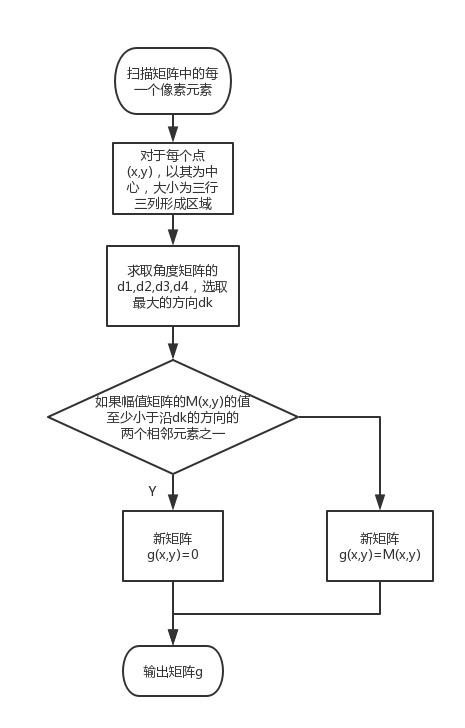 扫描矩阵中的每
一个像素元素
对于每个点
(x,y)，以其为中
心，大小为三行
三列形成区域
求取角度矩阵的
d1,d2,d3,d4，选取
最大的方向dk
如果幅值矩阵的M(x,y)的值
至少小于沿dk的方向的
两个相邻元素之一
Y
新矩阵
g(x,y)=0
新矩阵
g(x,y)=M(x,y)
输出矩阵g